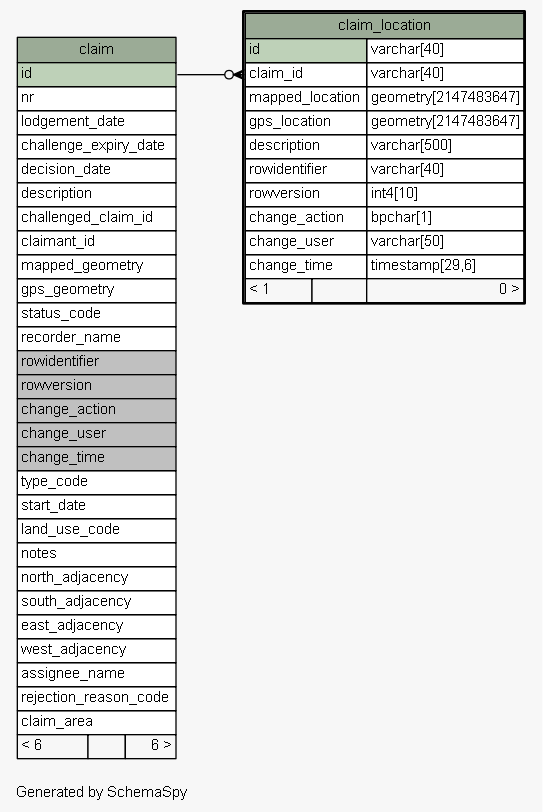 claim
id
nr
lodgement_date
challenge_expiry_date
decision_date
description
challenged_claim_id
claimant_id
mapped_geometry
gps_geometry
status_code
recorder_name
rowidentifier
rowversion
change_action
change_user
change_time
type_code
start_date
land_use_code
notes
north_adjacency
south_adjacency
east_adjacency
west_adjacency
assignee_name
rejection_reason_code
claim_area
< 6 6 >
claim_location
id varchar[40]
claim_id varchar[40]
mapped_location geometry[2147483647]
gps_location geometry[2147483647]
description varchar[500]
rowidentifier varchar[40]
rowversion int4[10]
change_action bpchar[1]
change_user varchar[50]
change_time timestamp[29,6]
< 1 0 >
Generated by SchemaSpy